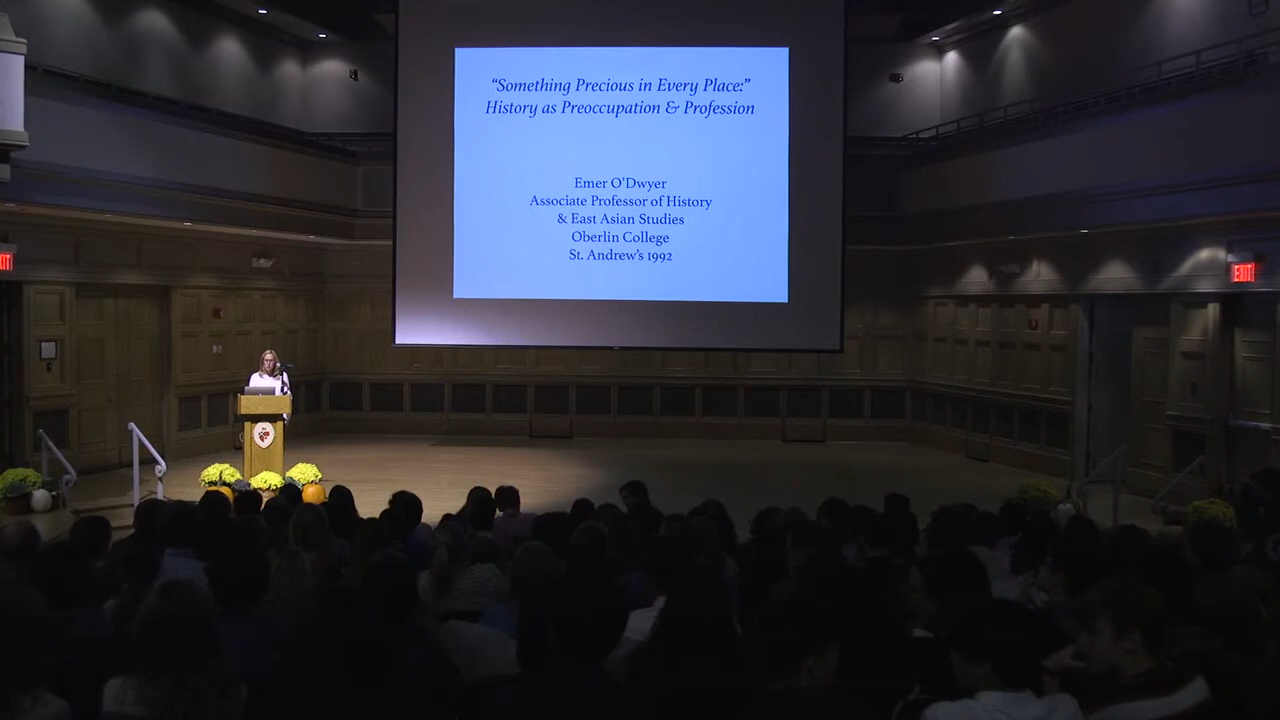 “Something Precious in Every Place:”
History as Preoccupation & Profession
Emer O’Dwyer
Associate Professor of History
& East Asian Studies
Oberlin College
St. Andrew’s 1992
EXIT